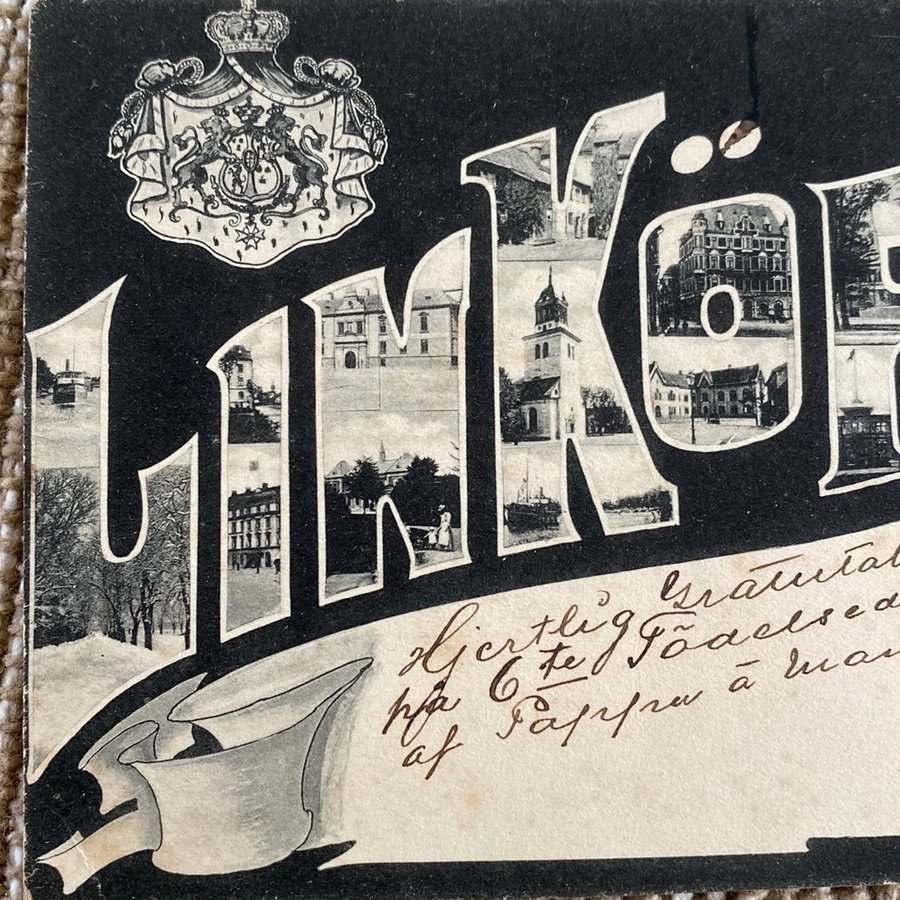 LINKÖP
Hjertlig Gratulat
på 6te Födelsed
af Pappa å Mam